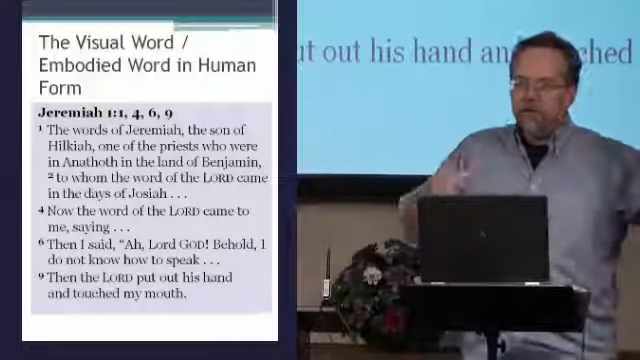 The Visual Word /
Embodied Word in Human
Form
Jeremiah 1:1, 4, 6, 9
1 The words of Jeremiah, the son of
Hilkiah, one of the priests who were
in Anathoth in the land of Benjamin,
2 to whom the word of the LORD came
in the days of Josiah . . .
4 Now the word of the LORD came to
me, saying . . .
6 Then I said, "Ah, Lord GOD! Behold, I
do not know how to speak . . .
9 Then the LORD put out his hand
and touched my mouth.
out his hand